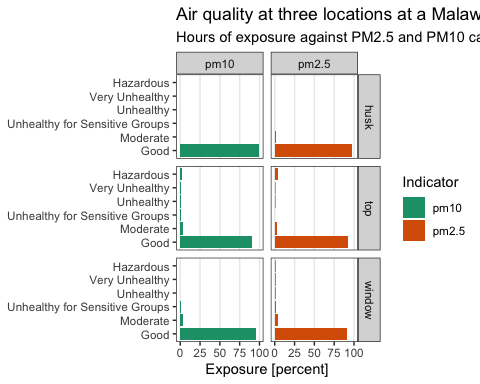 Air quality at three locations at a Malaw
Hours of exposure against PM2.5 and PM10 ca
pm10 pm2.5
Hazardous
Very Unhealthy
Unhealthy
Unhealthy for Sensitive Groups
Moderate
Good
husk
Hazardous
Very Unhealthy
Unhealthy
Unhealthy for Sensitive Groups
Moderate
Good
top
Hazardous
Very Unhealthy
Unhealthy
Unhealthy for Sensitive Groups
Moderate
Good
window
0 25 50 75 100 0 25 50 75 100
Exposure [percent]
Indicator
pm10
pm2.5